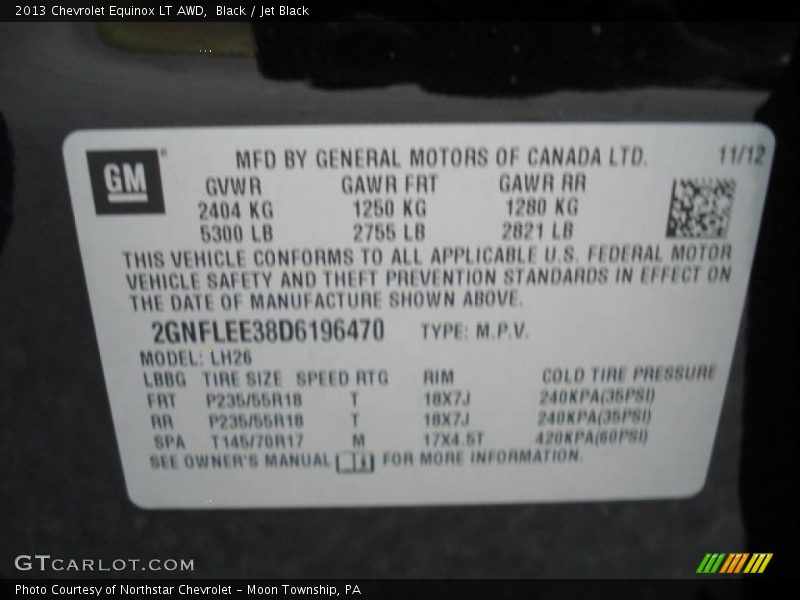 2013 Chevrolet Equinox LT AWD,  Black / Jet Black
GM
MFD BY GENERAL MOTORS OF CANADA LTD. 11/12
GVWR GAWR FRT GAWR RR
2404 KG 1250 KG 1280 KG
5300 LB 2755 LB 2821 LB
THIS VEHICLE CONFORMS TO ALL APPLICABLE U.S. FEDERAL MOTOR
VEHICLE SAFETY AND THEFT PREVENTION STANDARDS IN EFFECT ON
THE DATE OF MANUFACTURE SHOWN ABOVE.
2GNFLEE38D6196470 TYPE: M.P.V.
MODEL: LH26
LBBG TIRE SIZE SPEED RTG RIM COLD TIRE PRESSURE
FRT P235/55R18 T 18X7J 240KPA(35PSI)
RR P235/55R18 T 18X7J 240KPA(35PSI)
SPA T145/70R17 M 17X4.5T 420KPA(60PSI)
SEE OWNER'S MANUAL FOR MORE INFORMATION.
GTCARLOT.COM
Photo Courtesy of Northstar Chevrolet - Moon Township, PA